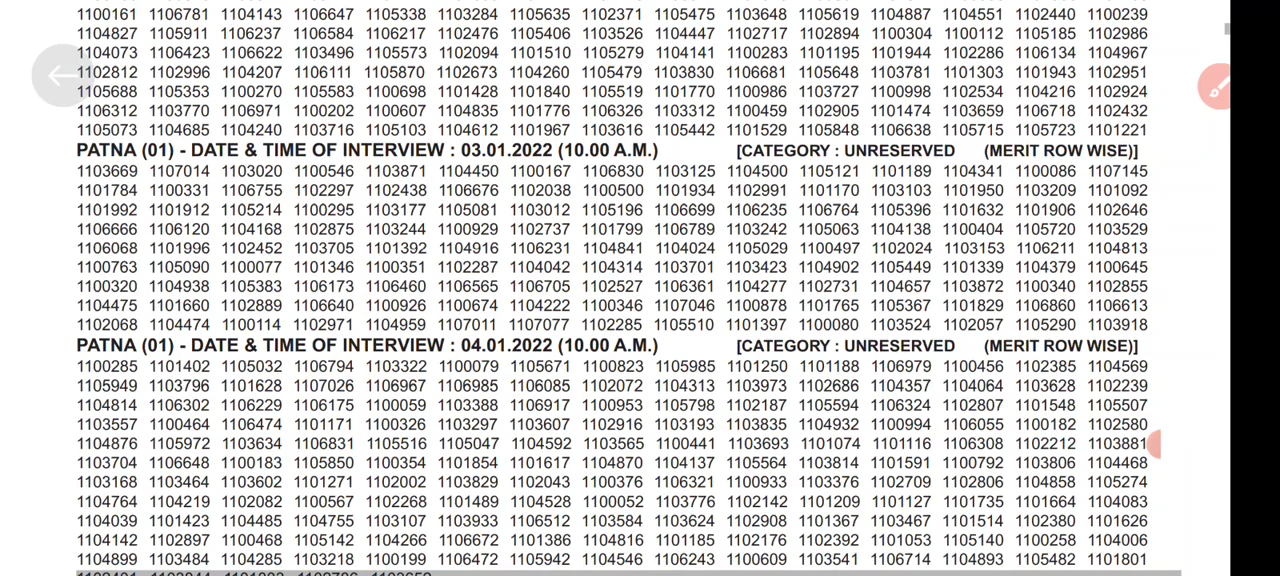 1100161 1106781 1104143 1106647 1105338 1103284 1105635 1102371 1105475 1103648 1105619 1104887 1104551 1102440 1100239
1104827 1105911 1106237 1106584 1106217 1102476 1105406 1103526 1104447 1102717 1102894 1100304 1100112 1105185 1102986
1104073 1106423 1106622 1103496 1105573 1102094 1101510 1105279 1104141 1100283 1101195 1101944 1102286 1106134 1104967
1102812 1102996 1104207 1106111 1105870 1102673 1104260 1105479 1103830 1106681 1105648 1103781 1101303 1101943 1102951
1105688 1105353 1100270 1105583 1100698 1101428 1101840 1105519 1101770 1100986 1103727 1100998 1102534 1104216 1102924
1106312 1103770 1106971 1100202 1100607 1104835 1101776 1106326 1103312 1100459 1102905 1101474 1103659 1106718 1102432
1105073 1104685 1104240 1103716 1105103 1104612 1101967 1103616 1105442 1101529 1105848 1106638 1105715 1105723 1101221
PATNA (01) - DATE & TIME OF INTERVIEW : 03.01.2022 (10.00 A.M.) [CATEGORY : UNRESERVED (MERIT ROW WISE)]
1103669 1107014 1103020 1100546 1103871 1104450 1100167 1106830 1103125 1104500 1105121 1101189 1104341 1100086 1107145
1101784 1100331 1106755 1102297 1102438 1106676 1102038 1100500 1101934 1102991 1101170 1103103 1101950 1103209 1101092
1101992 1101912 1105214 1100295 1103177 1105081 1103012 1105196 1106699 1106235 1106764 1105396 1101632 1101906 1102646
1106666 1106120 1104168 1102875 1103244 1100929 1102737 1101799 1106789 1103242 1105063 1104138 1100404 1105720 1103529
1106068 1101996 1102452 1103705 1101392 1104916 1106231 1104841 1104024 1105029 1100497 1102024 1103153 1106211 1104813
1100763 1105090 1100077 1101346 1100351 1102287 1104042 1104314 1103701 1103423 1104902 1105449 1101339 1104379 1100645
1100320 1104938 1105383 1106173 1106460 1106565 1106705 1102527 1106361 1104277 1102731 1104657 1103872 1100340 1102855
1104475 1101660 1102889 1106640 1100926 1100674 1104222 1100346 1107046 1100878 1101765 1105367 1101829 1106860 1106613
1102068 1104474 1100114 1102971 1104959 1107011 1107077 1102285 1105510 1101397 1100080 1103524 1102057 1105290 1103918
PATNA (01) - DATE & TIME OF INTERVIEW : 04.01.2022 (10.00 A.M.) [CATEGORY : UNRESERVED (MERIT ROW WISE)]
1100285 1101402 1105032 1106794 1103322 1100079 1105671 1100823 1105985 1101250 1101188 1106979 1100456 1102385 1104569
1105949 1103796 1101628 1107026 1106967 1106985 1106085 1102072 1104313 1103973 1102686 1104357 1104064 1103628 1102239
1104814 1106302 1106229 1106175 1100059 1103388 1106917 1100953 1105798 1102187 1105594 1106324 1102807 1101548 1105507
1103557 1100464 1106474 1101171 1100326 1103297 1103607 1102916 1103193 1103835 1104932 1100994 1106055 1100182 1102580
1104876 1105972 1103634 1106831 1105516 1105047 1104592 1103565 1100441 1103693 1101074 1101116 1106308 1102212 1103881
1103704 1106648 1100183 1105850 1100354 1101854 1101617 1104870 1104137 1105564 1103814 1101591 1100792 1103806 1104468
1103168 1103464 1103602 1101271 1102002 1103829 1102043 1100376 1106321 1100933 1103376 1102709 1102806 1104858 1105274
1104764 1104219 1102082 1100567 1102268 1101489 1104528 1100052 1103776 1102142 1101209 1101127 1101735 1101664 1104083
1104039 1101423 1104485 1104755 1103107 1103933 1106512 1103584 1103624 1102908 1101367 1103467 1101514 1102380 1101626
1104142 1102897 1100468 1105142 1104266 1106672 1101386 1104816 1101185 1102176 1102392 1101053 1105140 1100258 1104006
1104899 1103484 1104285 1103218 1100199 1106472 1105942 1104546 1106243 1100609 1103541 1106714 1104893 1105482 1101801